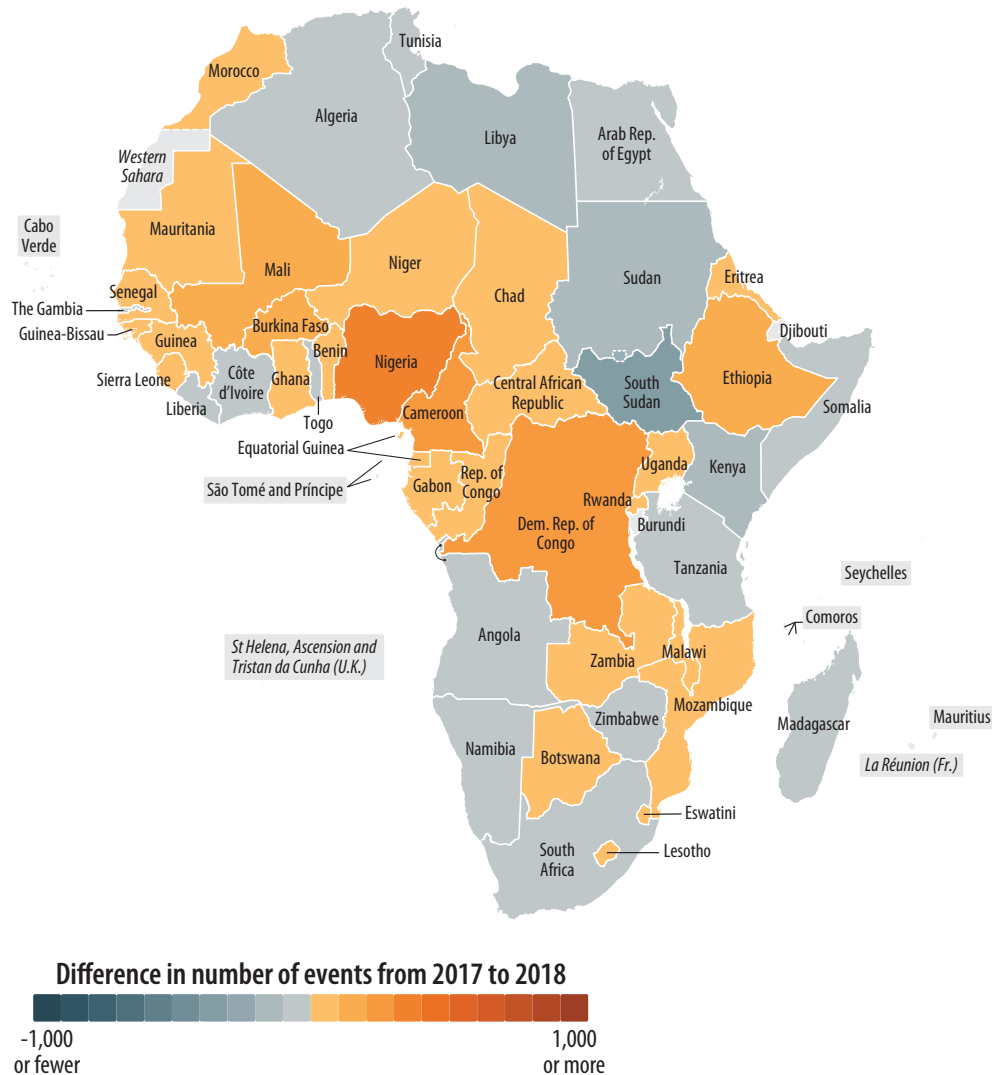 Tunisia
Morocco
Algeria
Libya
Arab Rep.
of Egypt
Western
Sahara
Cabo
Verde
Mauritania
Mali
Niger
Chad
Sudan
Eritrea
Senegal
The Gambia
Guinea-Bissau
Guinea
Burkina Faso
Benin
Nigeria
Djibouti
Sierra Leone
Côte
d'Ivoire
Ghana
Liberia
Togo
Cameroon
Central African
Republic
South
Sudan
Ethiopia
Somalia
Equatorial Guinea
São Tomé and Príncipe
Gabon
Rep. of
Congo
Uganda
Kenya
Rwanda
Dem. Rep. of
Congo
Burundi
Tanzania
Seychelles
Comoros
St Helena, Ascension and
Tristan da Cunha (U.K.)
Angola
Zambia
Malawi
Mozambique
Zimbabwe
Madagascar
Mauritius
La Réunion (Fr.)
Namibia
Botswana
Eswatini
South
Africa
Lesotho
Difference in number of events from 2017 to 2018
-1,000
or fewer
1,000
or more